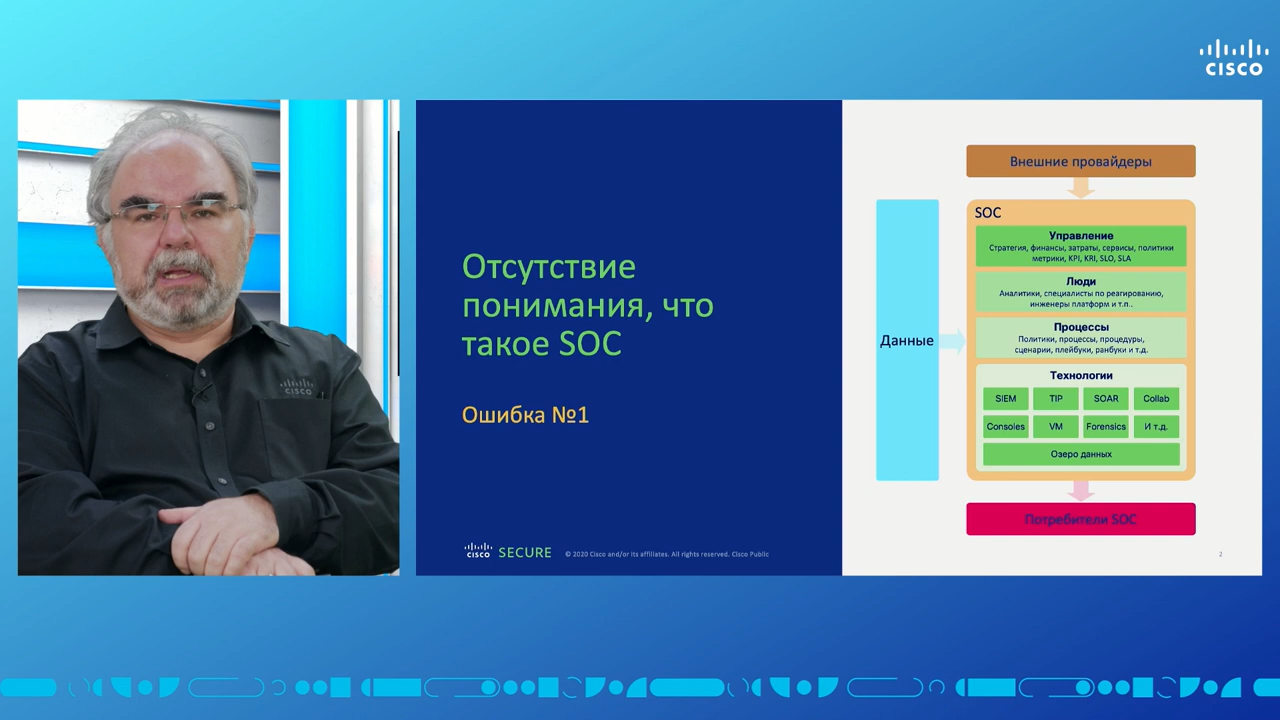 CISCO
CISCO
Отсутствие
понимания, что
такое SOC
Ошибка №1
CISCO SECURE © 2020 Cisco and/or its affiliates. All rights reserved. Cisco Public
Внешние провайдеры
Данные
SOC
Управление
Стратегия, финансы, затраты, сервисы, политики
метрики, KPI, KRI, SLO, SLA
Люди
Аналитики, специалисты по реагированию,
инженеры платформ и т.п..
Процессы
Политики, процессы, процедуры,
сценарии, плейбуки, ранбуки и т.д.
Технологии
SIEM TIP SOAR Collab
Consoles VM Forensics И т.д.
Озеро данных
Потребители SOC
2